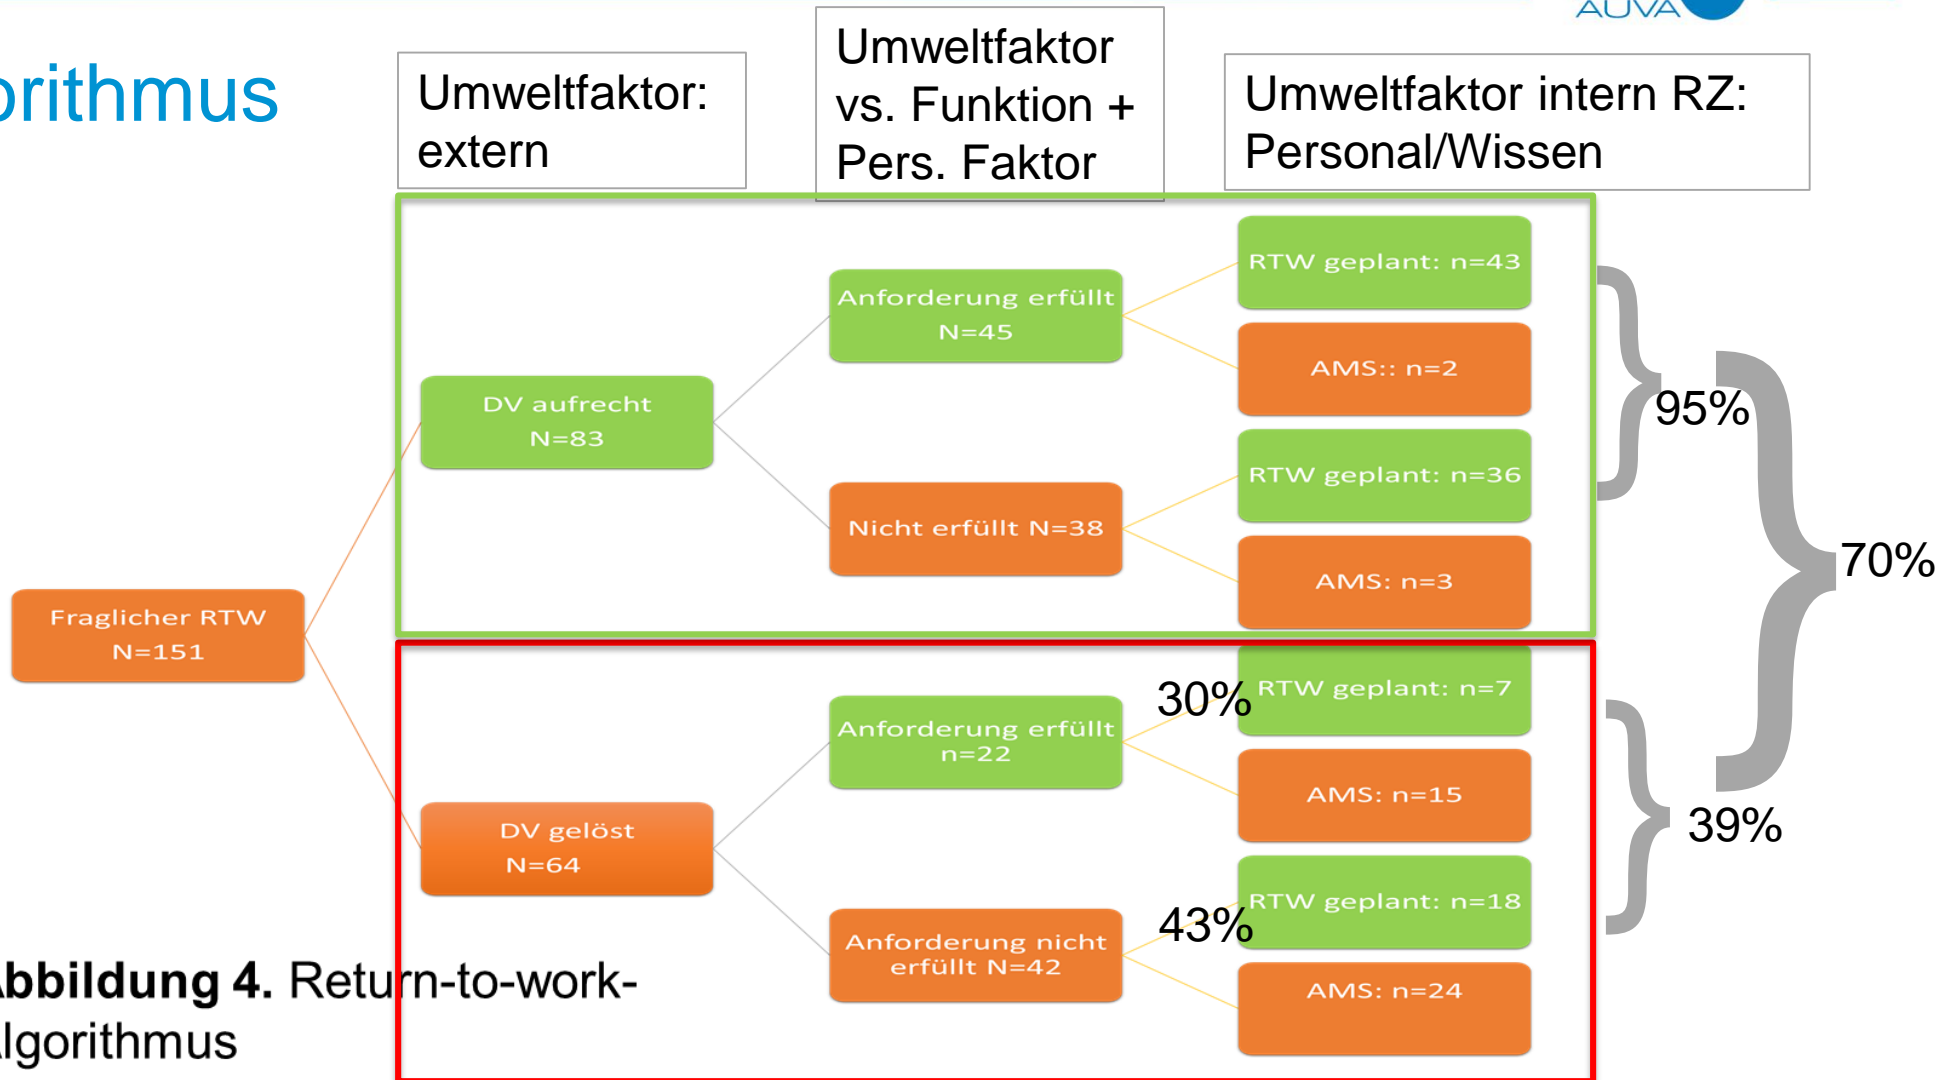 AUVA
orithmus
Umweltfaktor:
extern
Umweltfaktor
vs. Funktion +
Pers. Faktor
Umweltfaktor intern RZ:
Personal/Wissen
Fraglicher RTW
N=151
DV aufrecht
N=83
Anforderung erfüllt
N=45
RTW geplant: n=43
AMS:: n=2
Nicht erfüllt N=38
RTW geplant: n=36
AMS: n=3
95%
70%
DV gelöst
N=64
Anforderung erfüllt
n=22
30%
RTW geplant: n=7
AMS: n=15
Anforderung nicht
erfüllt N=42
43%
RTW geplant: n=18
AMS: n=24
39%
bbildung 4. Return-to-work-
lgorithmus